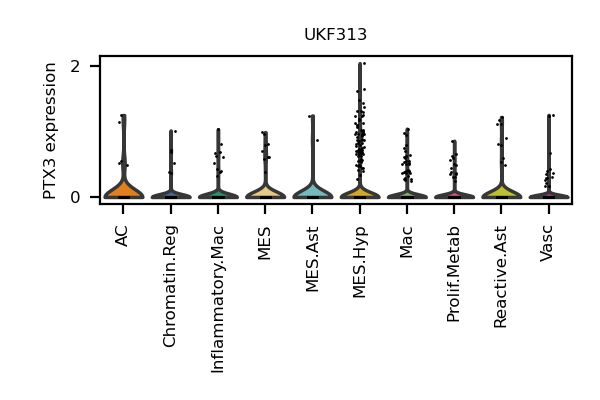 UKF313
PTX3 expression
2
0
AC
Chromatin.Reg
Inflammatory.Mac
MES
MES.Ast
MES.Hyp
Mac
Prolif.Metab
Reactive.Ast
Vasc